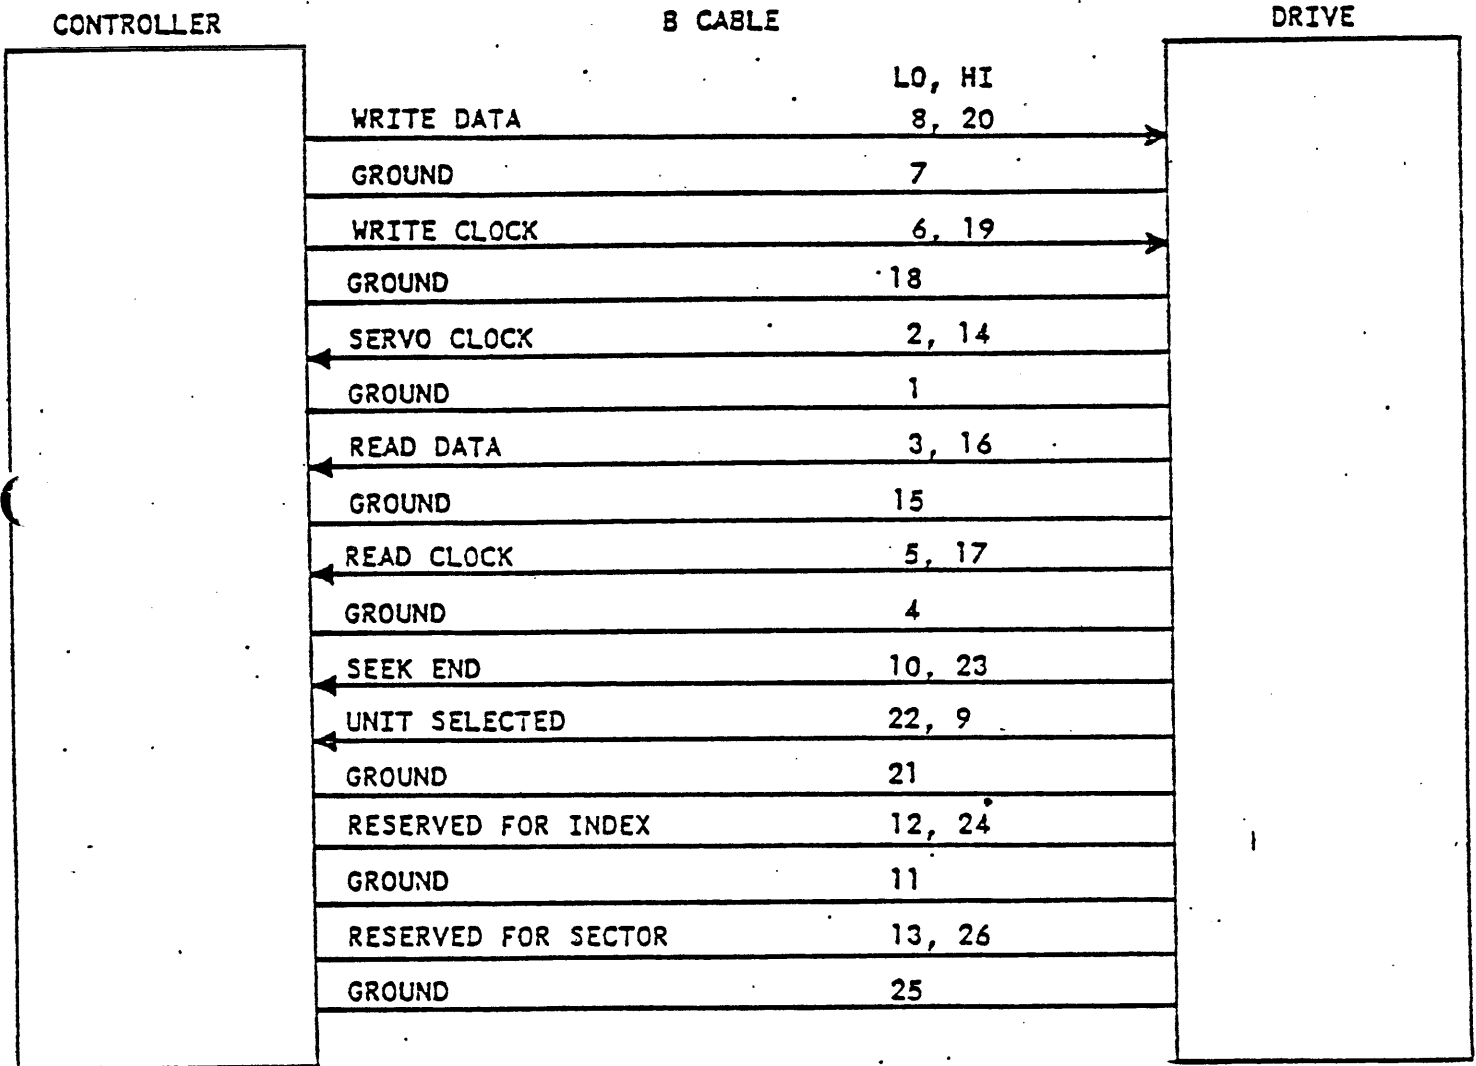 CONTROLLER B CABLE DRIVE
LO, HI
WRITE DATA 8, 20
GROUND 7
WRITE CLOCK 6, 19
GROUND 18
SERVO CLOCK 2, 14
GROUND 1
READ DATA 3, 16
GROUND 15
READ CLOCK 5, 17
GROUND 4
SEEK END 10, 23
UNIT SELECTED 22, 9
GROUND 21
RESERVED FOR INDEX 12, 24
GROUND 11
RESERVED FOR SECTOR 13, 26
GROUND 25